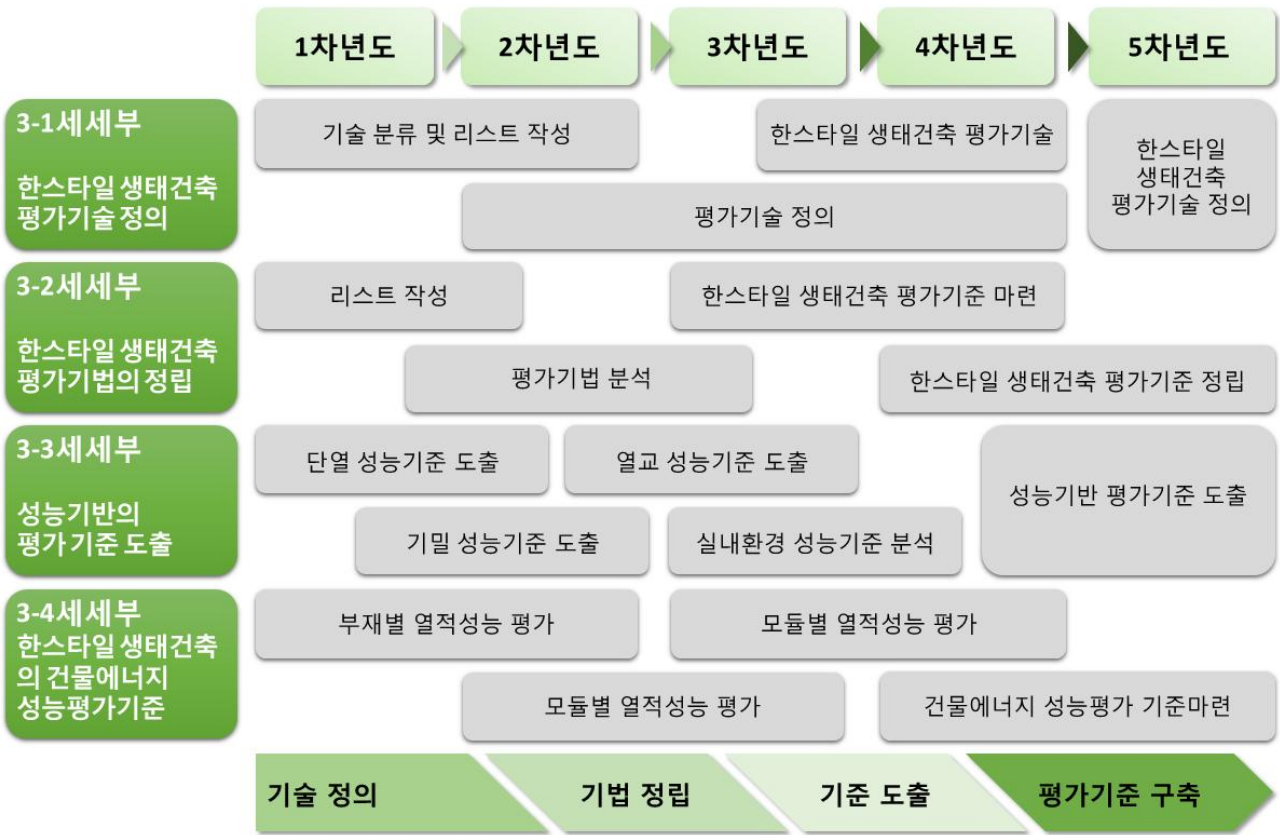 1차년도
2차년도
3차년도
4차년도
5차년도
3-1세세부
한스타일 생태건축
평가기술 정의
기술 분류 및 리스트 작성
한스타일 생태건축 평가기술
한스타일
생태건축
평가기술 정의
평가기술 정의
3-2세세부
한스타일 생태건축
평가기법의 정립
리스트 작성
한스타일 생태건축 평가기준 마련
평가기법 분석
한스타일 생태건축 평가기준 정립
3-3세세부
성능기반의
평가 기준 도출
단열 성능기준 도출
열교 성능기준 도출
성능기반 평가기준 도출
기밀 성능기준 도출
실내환경 성능기준 분석
3-4세세부
한스타일 생태건축
의 건물에너지
성능평가기준
부재별 열적성능 평가
모듈별 열적성능 평가
모듈별 열적성능 평가
건물에너지 성능평가 기준마련
기술 정의
기법 정립
기준 도출
평가기준 구축